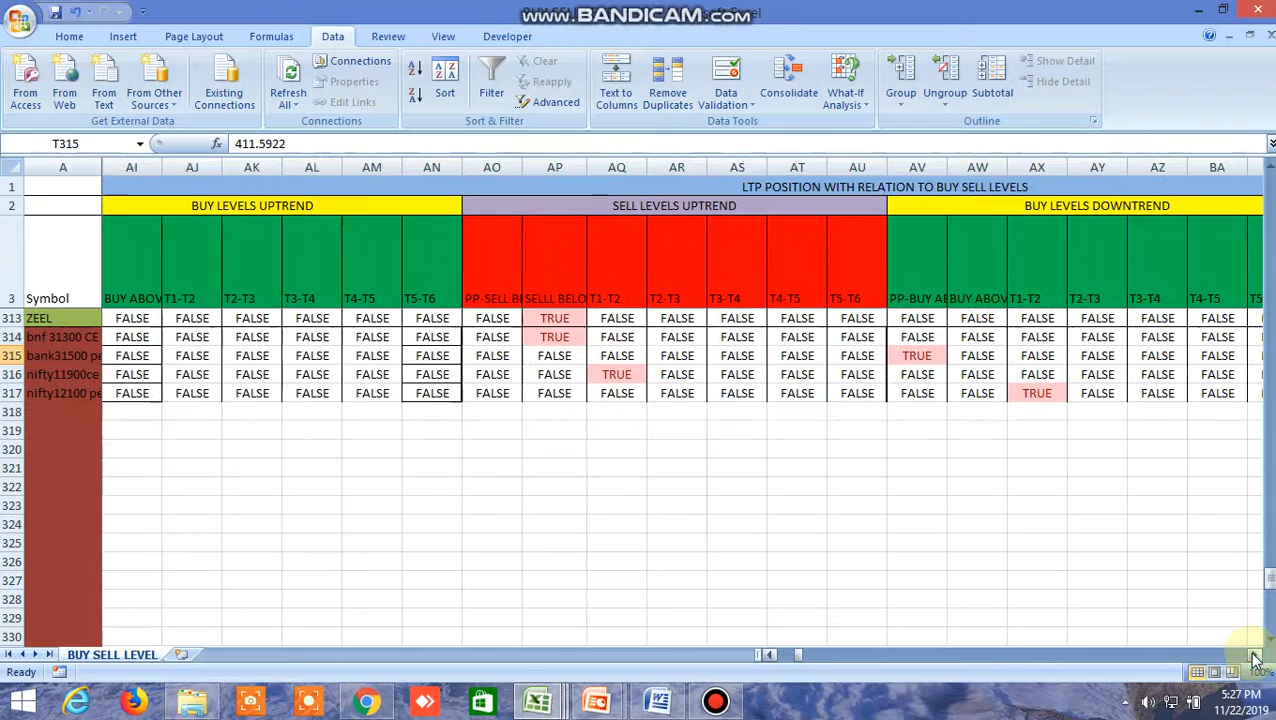 www.BANDICAM.com
Home Insert Page Layout Formulas Data Review View Developer
From Access
From Web
From Text
From Other Sources
Existing Connections
Refresh All
Connections
Properties
Edit Links
Sort
Filter
Clear
Reapply
Advanced
Text to Columns
Remove Duplicates
Data Validation
Consolidate
What-If Analysis
Group
Ungroup
Subtotal
Show Detail
Hide Detail
Get External Data Connections Sort & Filter Data Tools Outline
T315 fx 411.5922
A AI AJ AK AL AM AN AO AP AQ AR AS AT AU AV AW AX AY AZ BA
1 LTP POSITION WITH RELATION TO BUY SELL LEVELS
2 BUY LEVELS UPTREND SELL LEVELS UPTREND BUY LEVELS DOWNTREND
3 Symbol BUY ABOV T1-T2 T2-T3 T3-T4 T4-T5 T5-T6 PP-SELL BE SELLL BELO T1-T2 T2-T3 T3-T4 T4-T5 T5-T6 PP-BUY AB BUY ABOV T1-T2 T2-T3 T3-T4 T4-T5 T5
313 ZEEL FALSE FALSE FALSE FALSE FALSE FALSE FALSE TRUE FALSE FALSE FALSE FALSE FALSE FALSE FALSE FALSE FALSE FALSE FALSE
314 bnf 31300 CE FALSE FALSE FALSE FALSE FALSE FALSE FALSE TRUE FALSE FALSE FALSE FALSE FALSE FALSE FALSE FALSE FALSE FALSE FALSE
315 bank31500 pe FALSE FALSE FALSE FALSE FALSE FALSE FALSE FALSE FALSE FALSE FALSE FALSE FALSE TRUE FALSE FALSE FALSE FALSE FALSE
316 nifty11900ce FALSE FALSE FALSE FALSE FALSE FALSE FALSE FALSE TRUE FALSE FALSE FALSE FALSE FALSE FALSE FALSE FALSE FALSE FALSE
317 nifty12100 pe FALSE FALSE FALSE FALSE FALSE FALSE FALSE FALSE FALSE FALSE FALSE FALSE FALSE FALSE FALSE TRUE FALSE FALSE FALSE
318
319
320
321
322
323
324
325
326
327
328
329
330
BUY SELL LEVEL
Ready 100%
5:27 PM
11/22/2019